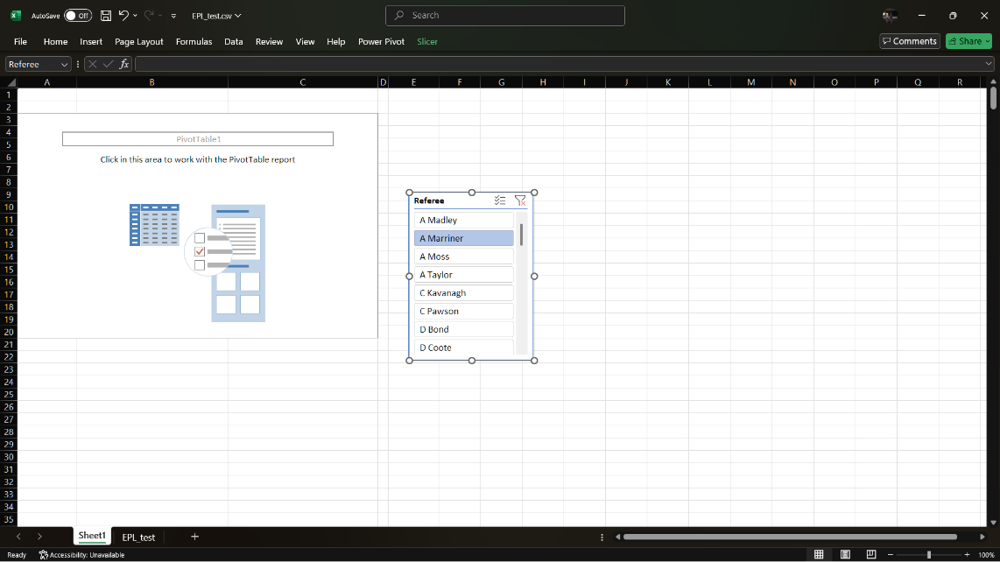 AutoSave Off EPL_test.csv Search
File Home Insert Page Layout Formulas Data Review View Help Power Pivot Slicer Comments Share
Referee fx
A B C D E F G H I J K L M N O P Q R
1
2
3
4
5
6
7
8
9
10
11
12
13
14
15
16
17
18
19
20
21
22
23
24
25
26
27
28
29
30
31
32
33
34
35
PivotTable1
Click in this area to work with the PivotTable report
Referee
A Madley
A Marriner
A Moss
A Taylor
C Kavanagh
C Pawson
D Bond
D Coote
Sheet1 EPL_test
Ready Accessibility: Unavailable 100%